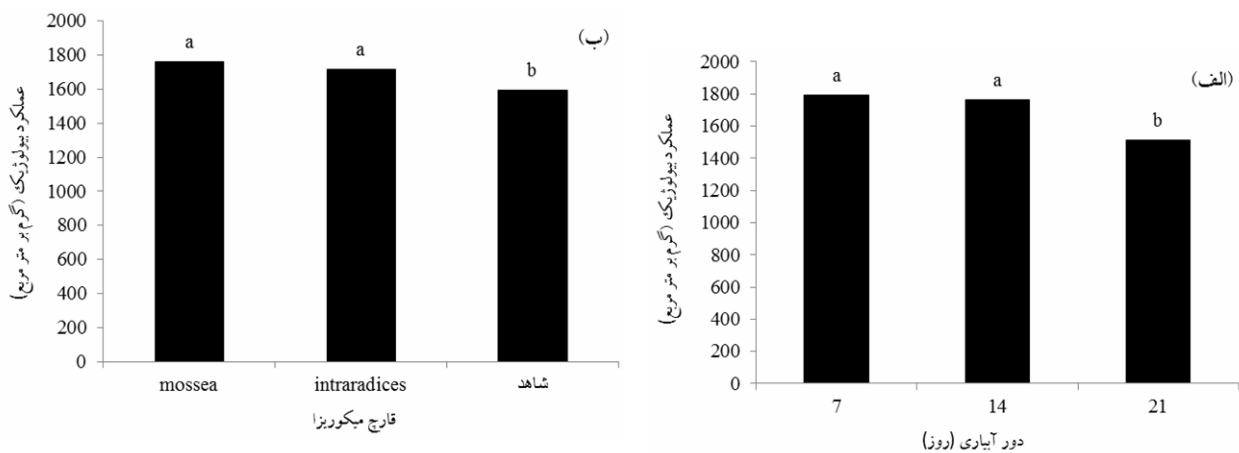 (الف)
عملکرد بیولوژیک (گرم بر متر مربع)
2000
1800
1600
1400
1200
1000
800
600
400
200
0
a
a
b
7
14
21
دور آبیاری (روز)
(ب)
عملکرد بیولوژیک (گرم بر متر مربع)
2000
1800
1600
1400
1200
1000
800
600
400
200
0
a
a
b
mossea
intraradices
شاهد
قارچ میکوریزا